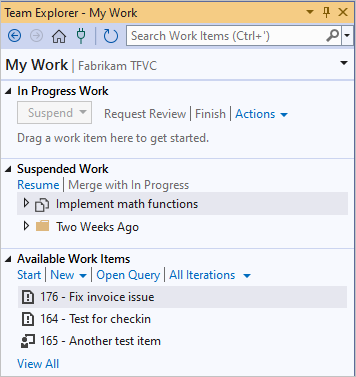 Team Explorer - My Work
Search Work Items (Ctrl+')
My Work | Fabrikam TFVC
In Progress Work
Suspend | Request Review | Finish | Actions
Drag a work item here to get started.
Suspended Work
Resume | Merge with In Progress
Implement math functions
Two Weeks Ago
Available Work Items
Start | New | Open Query | All Iterations
176 - Fix invoice issue
164 - Test for checkin
165 - Another test item
View All